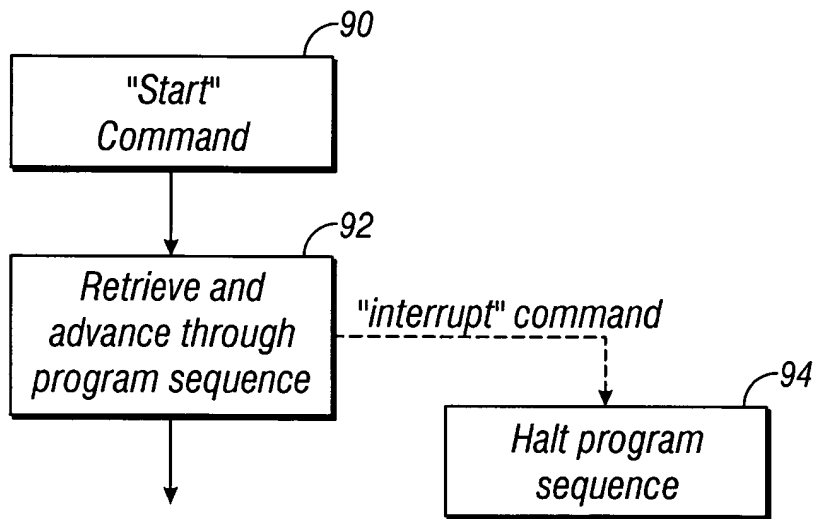 90
"Start"
Command
92
Retrieve and
advance through
program sequence
"interrupt" command
94
Halt program
sequence